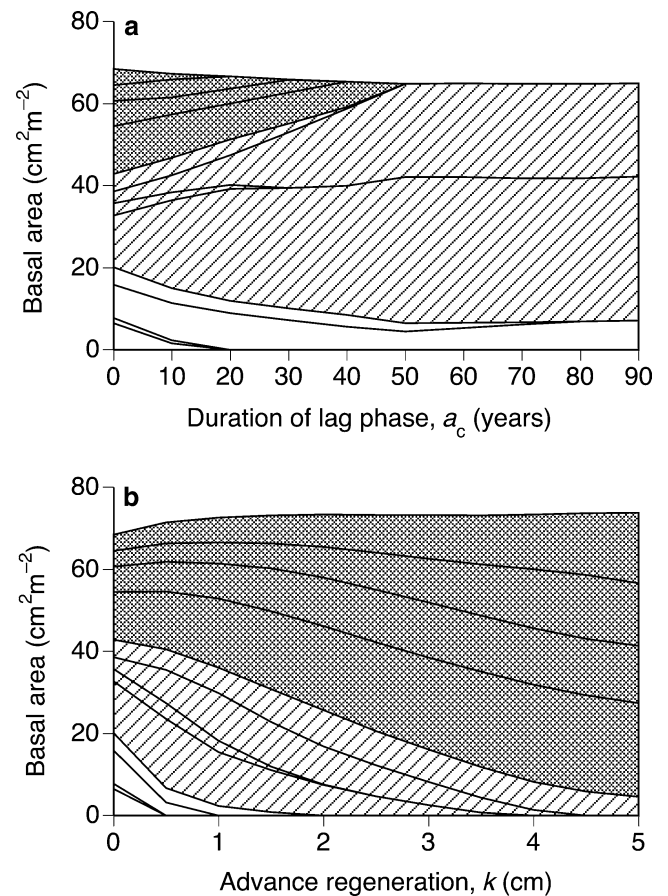 a
80
60
40
20
0
Basal area (cm²m⁻²)
0 10 20 30 40 50 60 70 80 90
Duration of lag phase, a_c (years)
b
80
60
40
20
0
Basal area (cm²m⁻²)
0 1 2 3 4 5
Advance regeneration, k (cm)